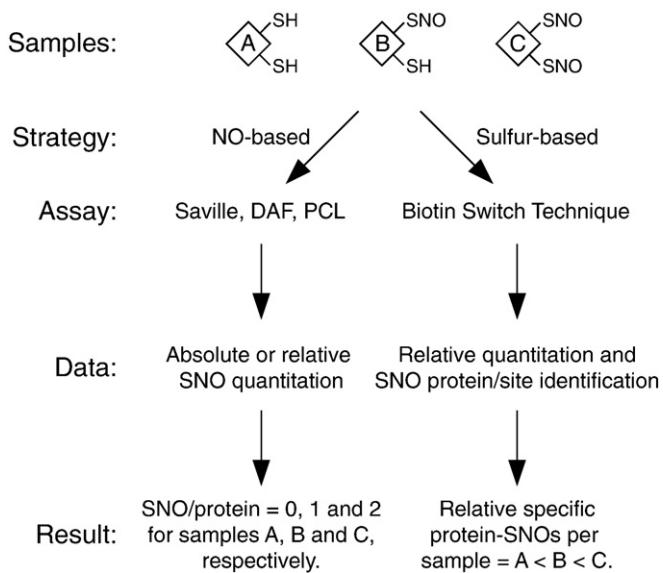 Samples:
A
SH
SH
B
SNO
SH
C
SNO
SNO
Strategy:
NO-based
Sulfur-based
Assay:
Saville, DAF, PCL
Biotin Switch Technique
Data:
Absolute or relative
SNO quantitation
Relative quantitation and
SNO protein/site identification
Result:
SNO/protein = 0, 1 and 2
for samples A, B and C,
respectively.
Relative specific
protein-SNOs per
sample = A < B < C.